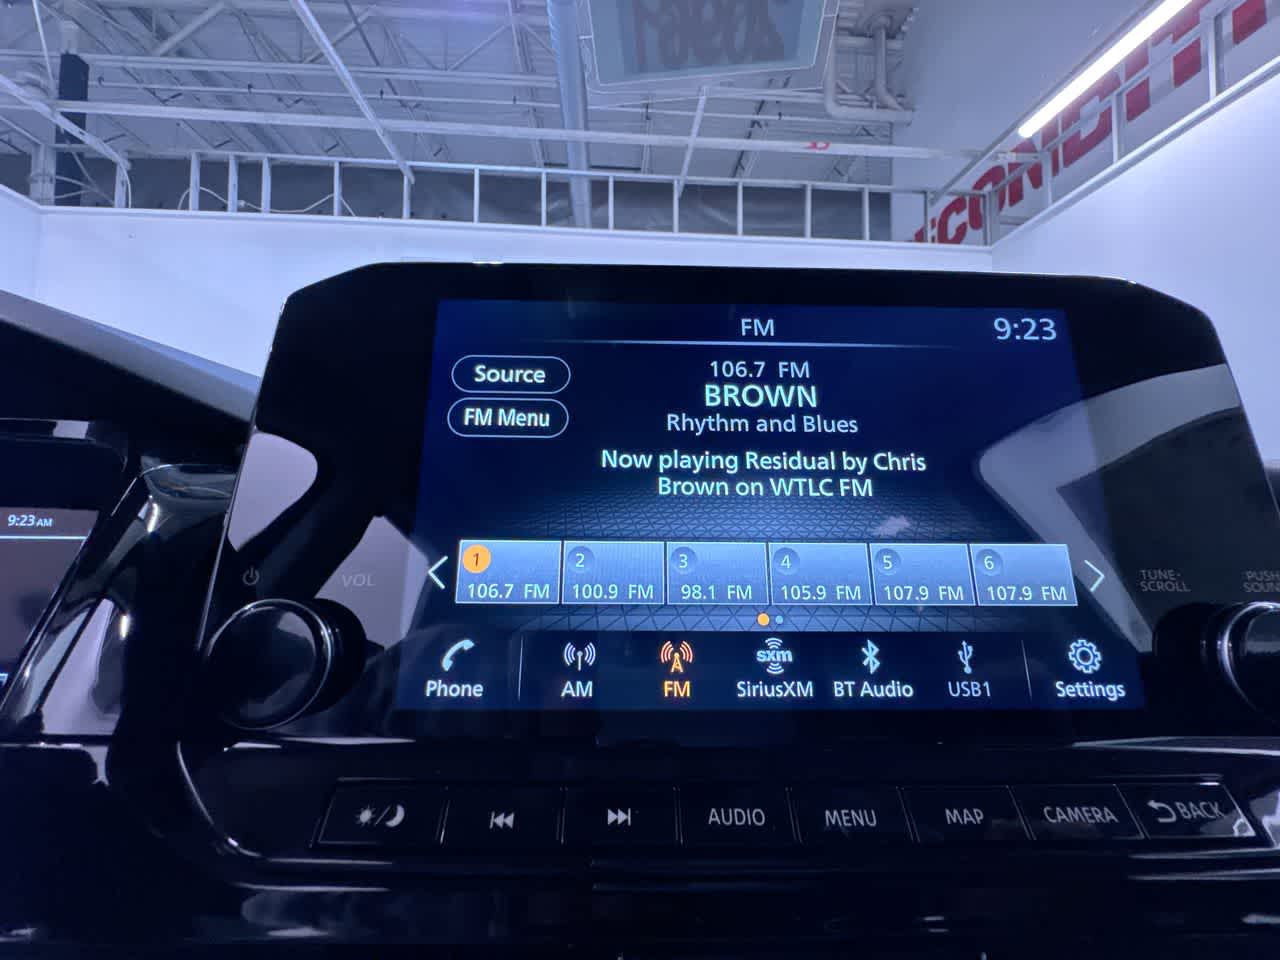 FM
9:23
Source
106.7 FM
BROWN
FM Menu
Rhythm and Blues
Now playing Residual by Chris
Brown on WTLC FM
9:23 AM
1
2
3
4
5
6
106.7 FM
100.9 FM
98.1 FM
105.9 FM
107.9 FM
107.9 FM
VOL
TUNE·
SCROLL
PUSH·
SOUND
Phone
AM
FM
sxm
SiriusXM
BT Audio
USB1
Settings
AUDIO
MENU
MAP
CAMERA
BACK